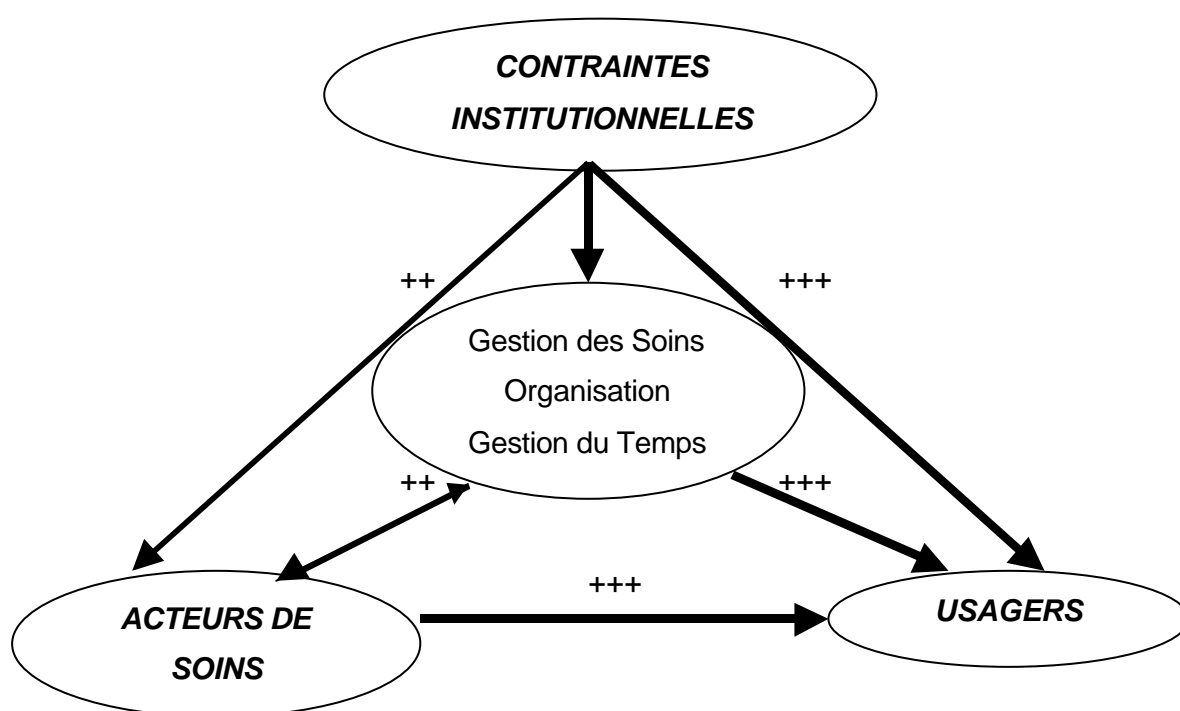 CONTRAINTES
INSTITUTIONNELLES
++
+++
Gestion des Soins
Organisation
Gestion du Temps
++
+++
+++
ACTEURS DE
SOINS
USAGERS